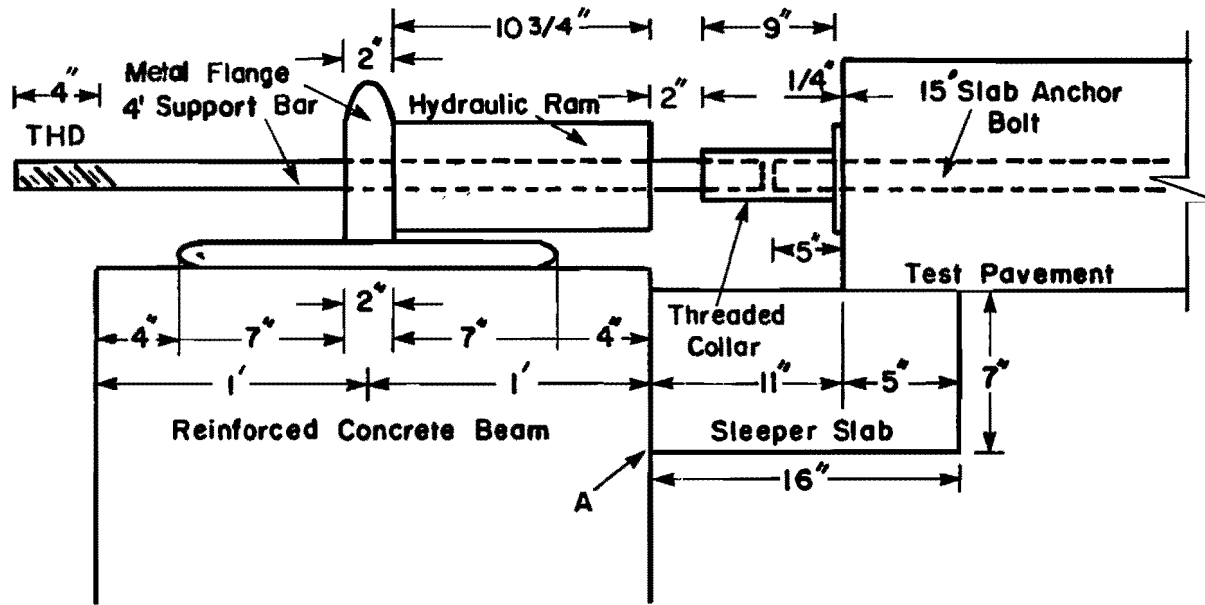 10 3/4"
9"
2"
4"
Metal Flange
4' Support Bar
Hydraulic Ram
2"
1/4"
15" Slab Anchor
Bolt
THD
5"
Test Pavement
2"
Threaded
Collar
4"
7"
7"
4"
1'
1'
11"
5"
7"
Reinforced Concrete Beam
Sleeper Slab
A
16"